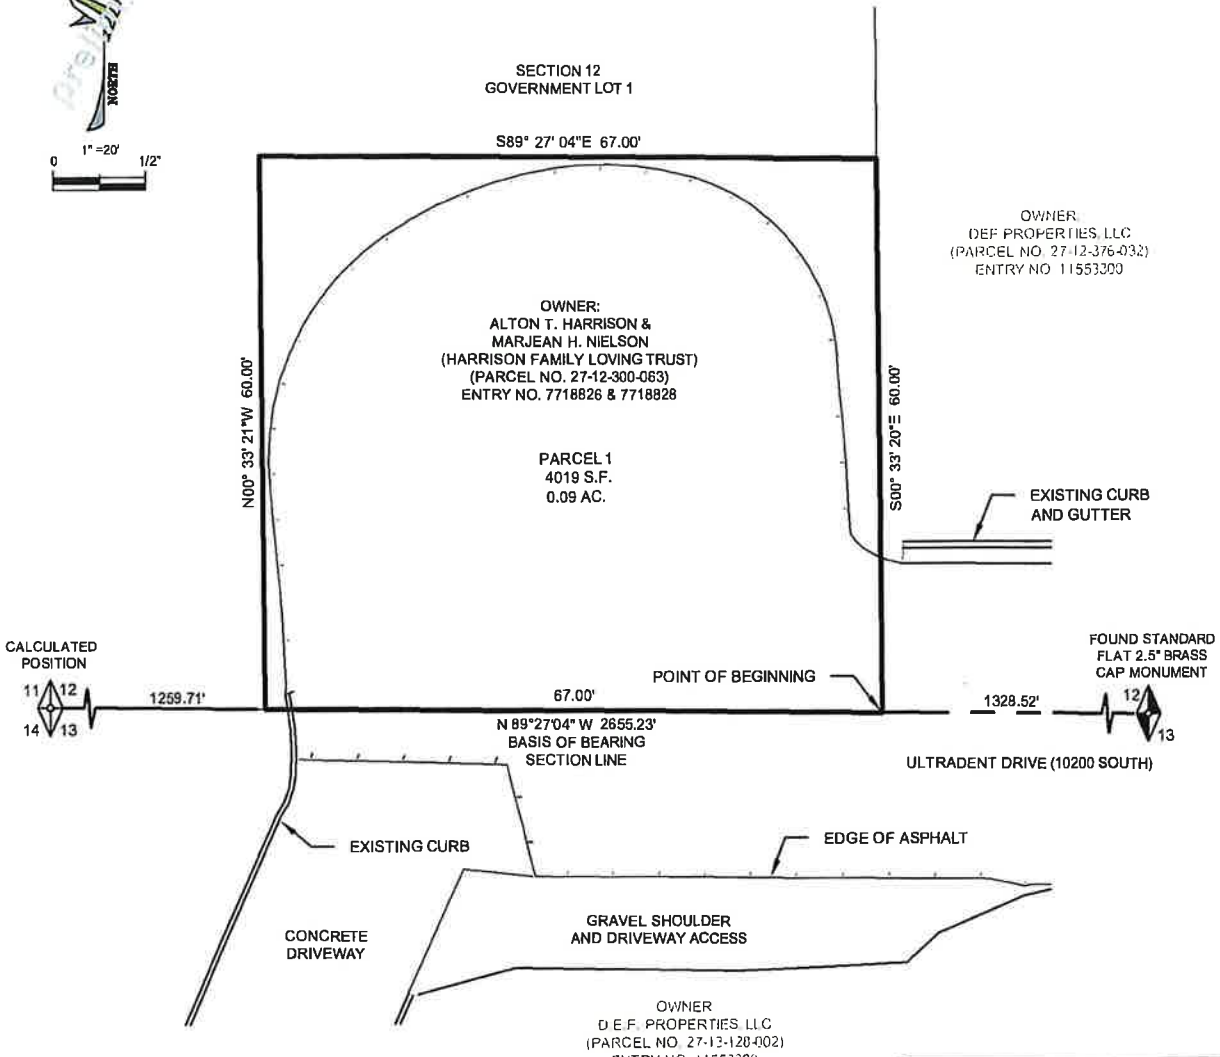 Preli
NORTH
1" =20'
0 1/2"
SECTION 12
GOVERNMENT LOT 1
S89° 27' 04"E 67.00'
OWNER
DEF PROPERTIES, LLC
(PARCEL NO. 27-12-376-032)
ENTRY NO 11553300
OWNER:
ALTON T. HARRISON &
MARJEAN H. NIELSON
(HARRISON FAMILY LOVING TRUST)
(PARCEL NO. 27-12-300-063)
ENTRY NO. 7718826 & 7718828
N00° 33' 21"W 60.00'
S00° 33' 20"E 60.00'
PARCEL 1
4019 S.F.
0.09 AC.
EXISTING CURB
AND GUTTER
CALCULATED
POSITION
11 12
14 13
1259.71'
POINT OF BEGINNING
67.00'
N 89°27'04" W 2655.23'
BASIS OF BEARING
SECTION LINE
1328.52'
FOUND STANDARD
FLAT 2.5" BRASS
CAP MONUMENT
12
13
ULTRADENT DRIVE (10200 SOUTH)
EXISTING CURB
EDGE OF ASPHALT
CONCRETE
DRIVEWAY
GRAVEL SHOULDER
AND DRIVEWAY ACCESS
OWNER
D.E.F. PROPERTIES, LLC
(PARCEL NO. 27-13-128-002)